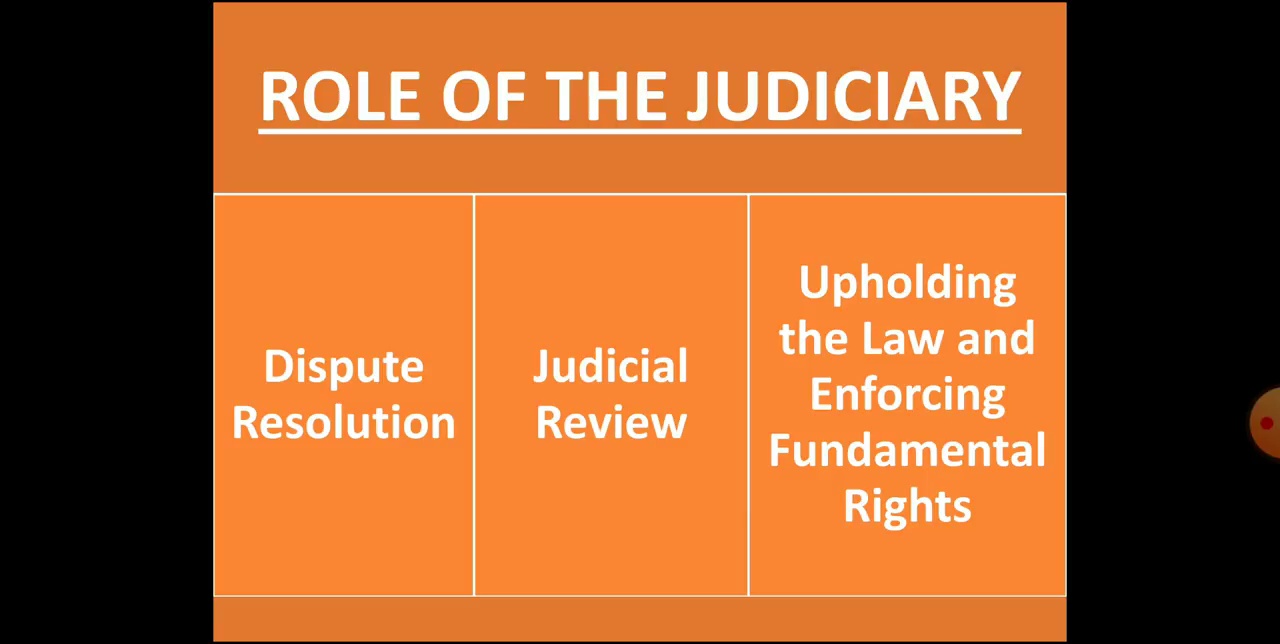 ROLE OF THE JUDICIARY
Dispute
Resolution
Judicial
Review
Upholding
the Law and
Enforcing
Fundamental
Rights